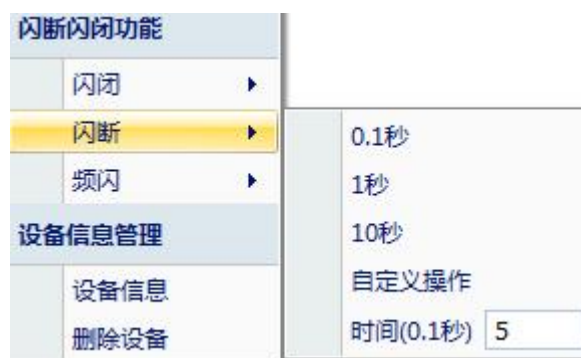 闪断闪闭功能
闪闭
闪断
频闪
设备信息管理
设备信息
删除设备
0.1秒
1秒
10秒
自定义操作
时间(0.1秒) 5